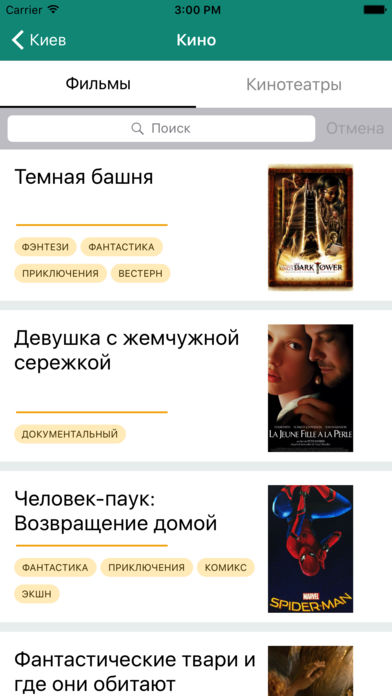 Carrier 3:00 PM
Киев Кино
Фильмы Кинотеатры
Поиск Отмена
Темная башня
ФЭНТЕЗИ ФАНТАСТИКА
ПРИКЛЮЧЕНИЯ ВЕСТЕРН
DARK TOWER
Девушка с жемчужной
сережкой
ДОКУМЕНТАЛЬНЫЙ
LA JEUNE FILLE A LA PERLE
Человек-паук:
Возвращение домой
ФАНТАСТИКА ПРИКЛЮЧЕНИЯ КОМИКС
ЭКШН
MARVEL
SPIDER-MAN
Фантастические твари и
где они обитают